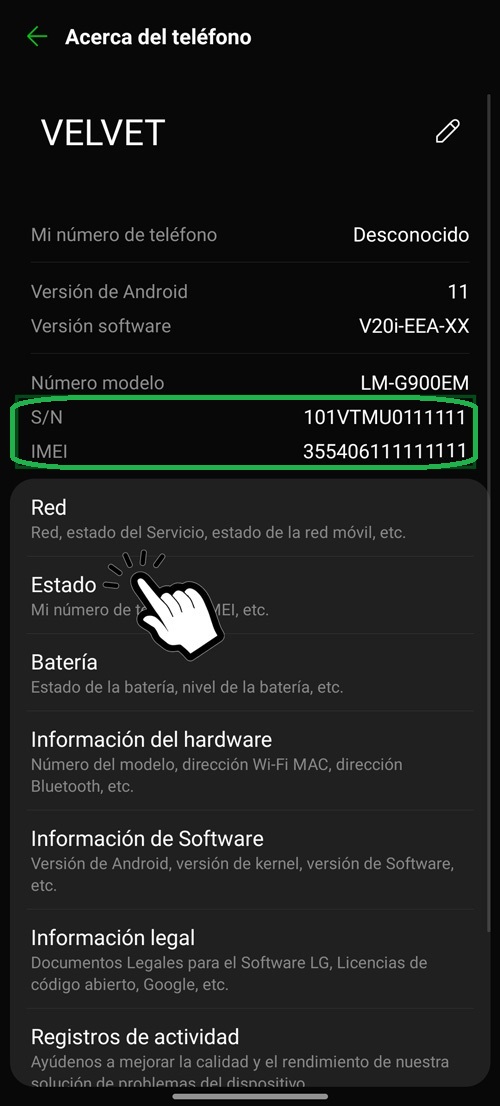 Acerca del teléfono
VELVET
Mi número de teléfono Desconocido
Versión de Android 11
Versión software V20i-EEA-XX
Número modelo LM-G900EM
S/N 101VTMU0111111
IMEI 355406111111111
Red
Red, estado del Servicio, estado de la red móvil, etc.
Estado
Mi número de MEI, etc.
Batería
Estado de la batería, nivel de la batería, etc.
Información del hardware
Número del modelo, dirección Wi-Fi MAC, dirección
Bluetooth, etc.
Información de Software
Versión de Android, versión de kernel, versión de Software,
etc.
Información legal
Documentos Legales para el Software LG, Licencias de
código abierto, Google, etc.
Registros de actividad
Ayúdenos a mejorar la calidad y el rendimiento de nuestra
solución de problemas del dispositivo